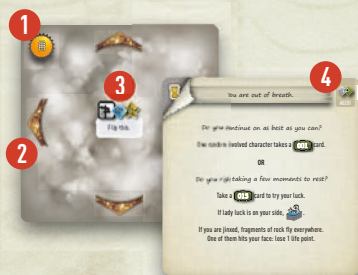 1
4
3
You are out of breath.
Flip this.
Do you continue on as best as you can?
2
One random involved character takes a 001 card.
OR
Do you risk taking a few moments to rest?
Take a 015 card to try your luck.
If lady luck is on your side,
If you are jinxed, fragments of rock fly everywhere.
One of them hits your face: lose 1 life point.